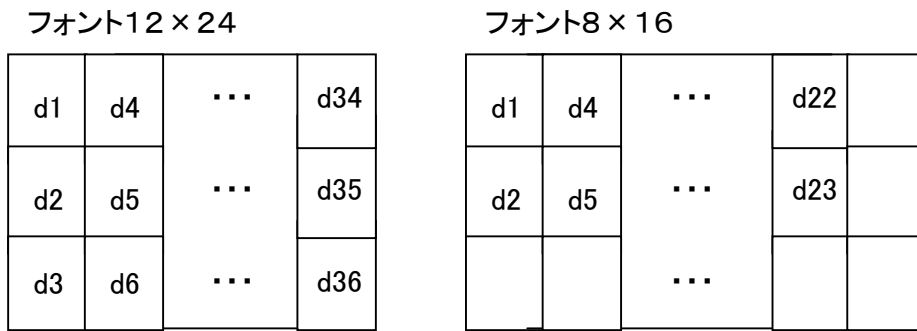 フォント12×24 フォント8×16
d1 d4 ・・・ d34 d1 d4 ・・・ d22
d2 d5 ・・・ d35 d2 d5 ・・・ d23
d3 d6 ・・・ d36 ・・・